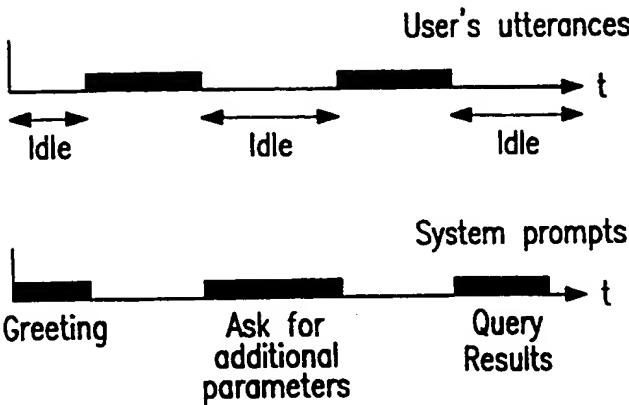 User's utterances
t
Idle
Idle
Idle
System prompts
t
Greeting
Ask for
additional
parameters
Query
Results